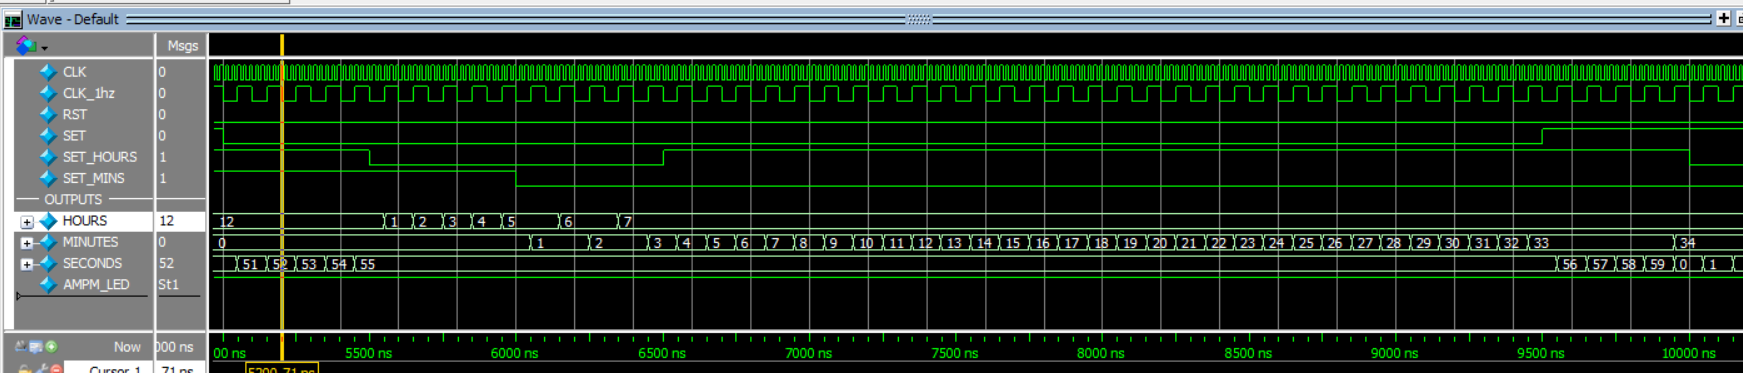 Wave - Default
Msgs
CLK 0
CLK_1hz 0
RST 0
SET 0
SET_HOURS 1
SET_MINS 1
OUTPUTS
HOURS 12 12 1 2 3 4 5 6 7
MINUTES 0 0 1 2 3 4 5 6 7 8 9 10 11 12 13 14 15 16 17 18 19 20 21 22 23 24 25 26 27 28 29 30 31 32 33 34
SECONDS 52 51 52 53 54 55 56 57 58 59 0 1
AMPM_LED St1
Now 000 ns 00 ns 5500 ns 6000 ns 6500 ns 7000 ns 7500 ns 8000 ns 8500 ns 9000 ns 9500 ns 10000 ns
Cursor 1 71 ns 5200.71 ns